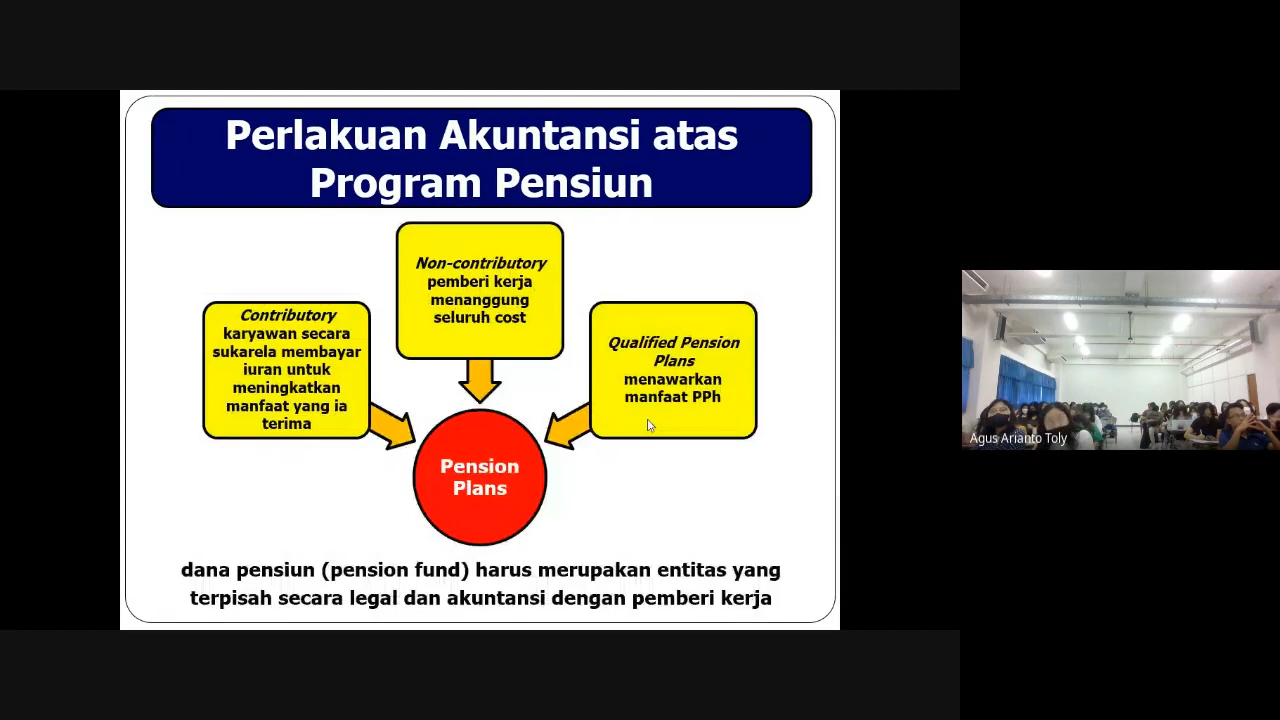 Perlakuan Akuntansi atas
Program Pensiun
Non-contributory
pemberi kerja
menanggung
seluruh cost
Contributory
karyawan secara
sukarela membayar
iuran untuk
meningkatkan
manfaat yang ia
terima
Qualified Pension
Plans
menawarkan
manfaat PPh
Pension
Plans
dana pensiun (pension fund) harus merupakan entitas yang
terpisah secara legal dan akuntansi dengan pemberi kerja
Agus Arianto Toly